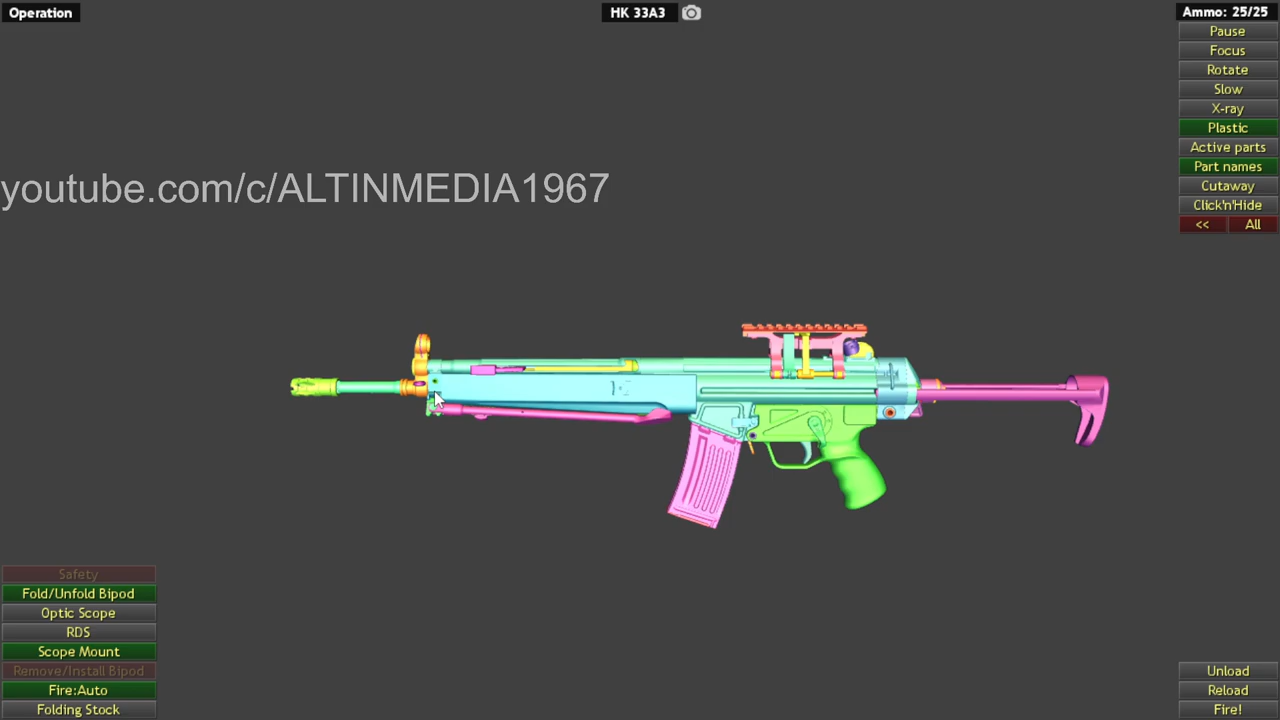 Operation
HK 33A3
Ammo: 25/25
Pause
Focus
Rotate
Slow
X-ray
Plastic
Active parts
Part names
Cutaway
Click'n'Hide
<< All
youtube.com/c/ALTINMEDIA1967
Safety
Fold/Unfold Bipod
Optic Scope
RDS
Scope Mount
Remove/Install Bipod
Fire:Auto
Folding Stock
Unload
Reload
Fire!